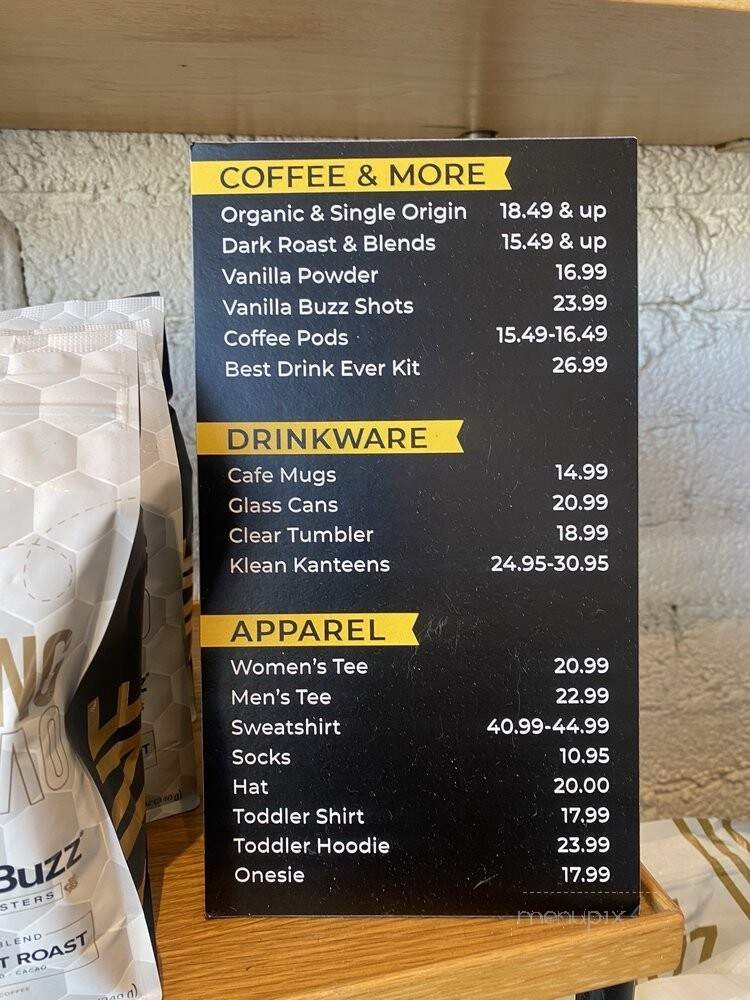 COFFEE & MORE
Organic & Single Origin 18.49 & up
Dark Roast & Blends 15.49 & up
Vanilla Powder 16.99
Vanilla Buzz Shots 23.99
Coffee Pods 15.49-16.49
Best Drink Ever Kit 26.99
DRINKWARE
Cafe Mugs 14.99
Glass Cans 20.99
Clear Tumbler 18.99
Klean Kanteens 24.95-30.95
APPAREL
Women's Tee 20.99
Men's Tee 22.99
Sweatshirt 40.99-44.99
Socks 10.95
Hat 20.00
Toddler Shirt 17.99
Toddler Hoodie 23.99
Onesie 17.99
menupix
Buzz
STERS
BLEND
T ROAST
CACAO
COFFEE